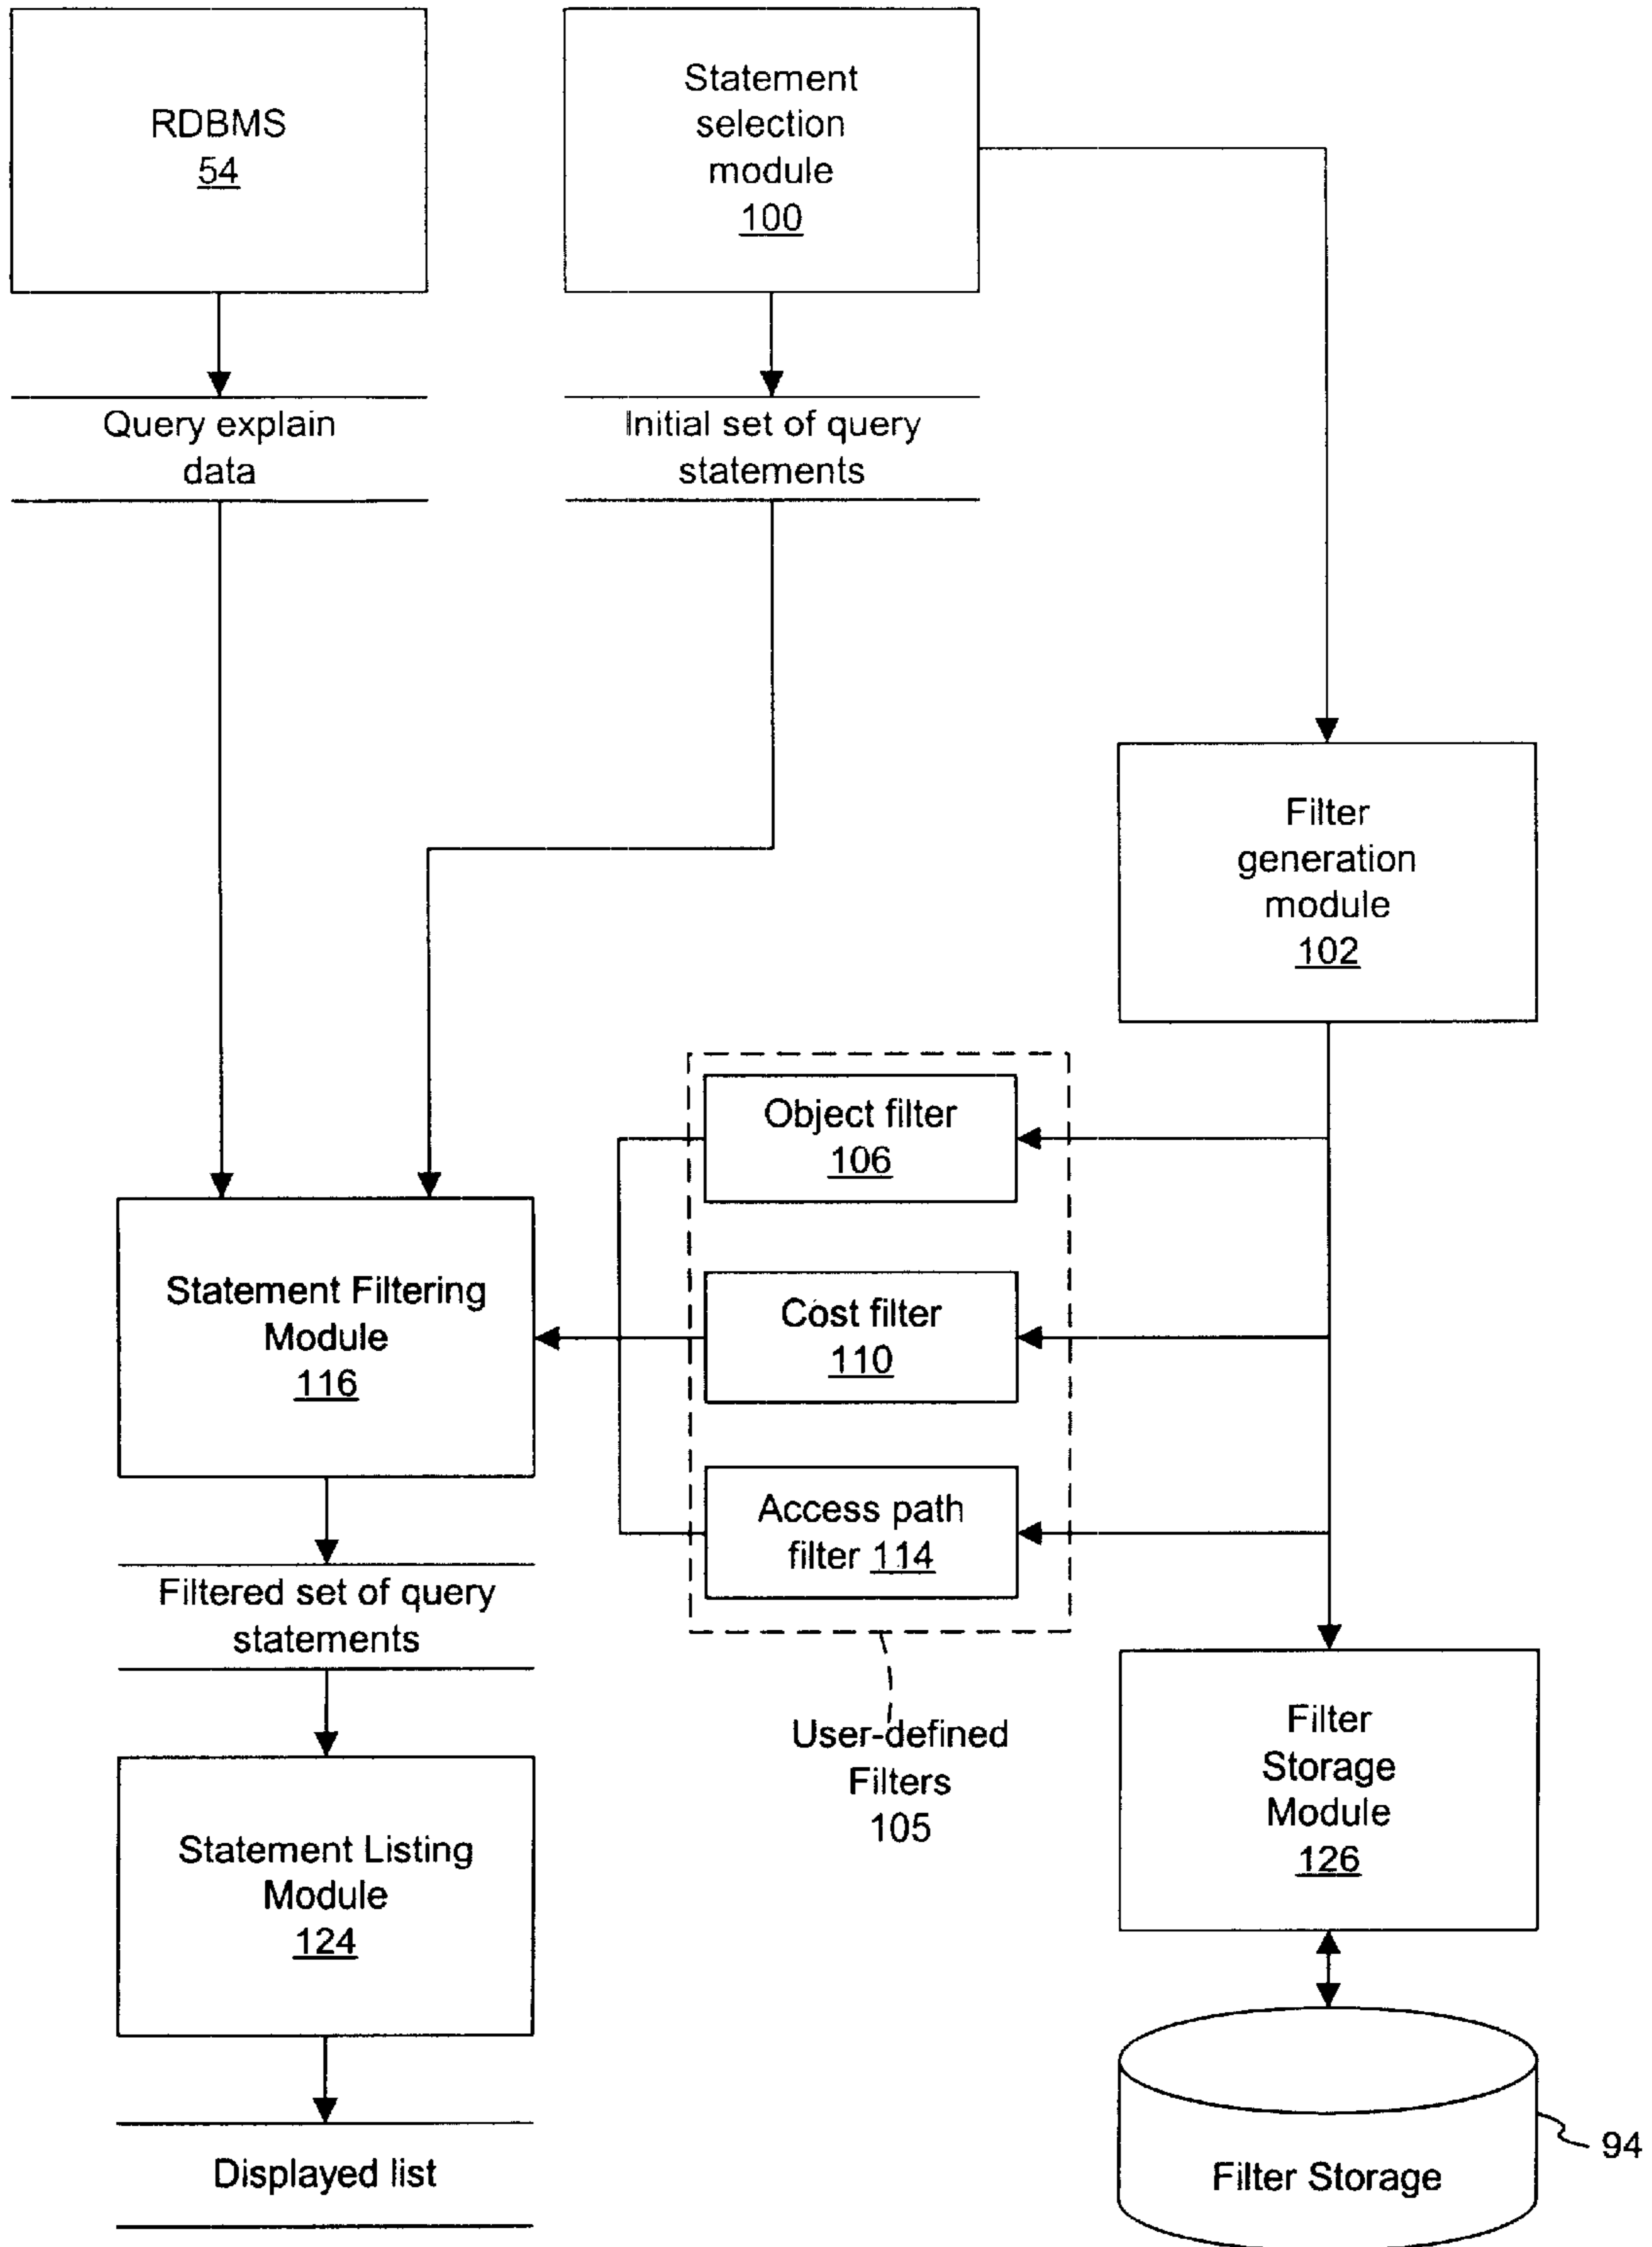 RDBMS
54
Statement
selection
module
100
Query explain
data
Initial set of query
statements
Filter
generation
module
102
Object filter
106
Cost filter
110
Access path
filter 114
Statement Filtering
Module
116
Filtered set of query
statements
User-defined
Filters
105
Filter
Storage
Module
126
Statement Listing
Module
124
Displayed list
Filter Storage
94